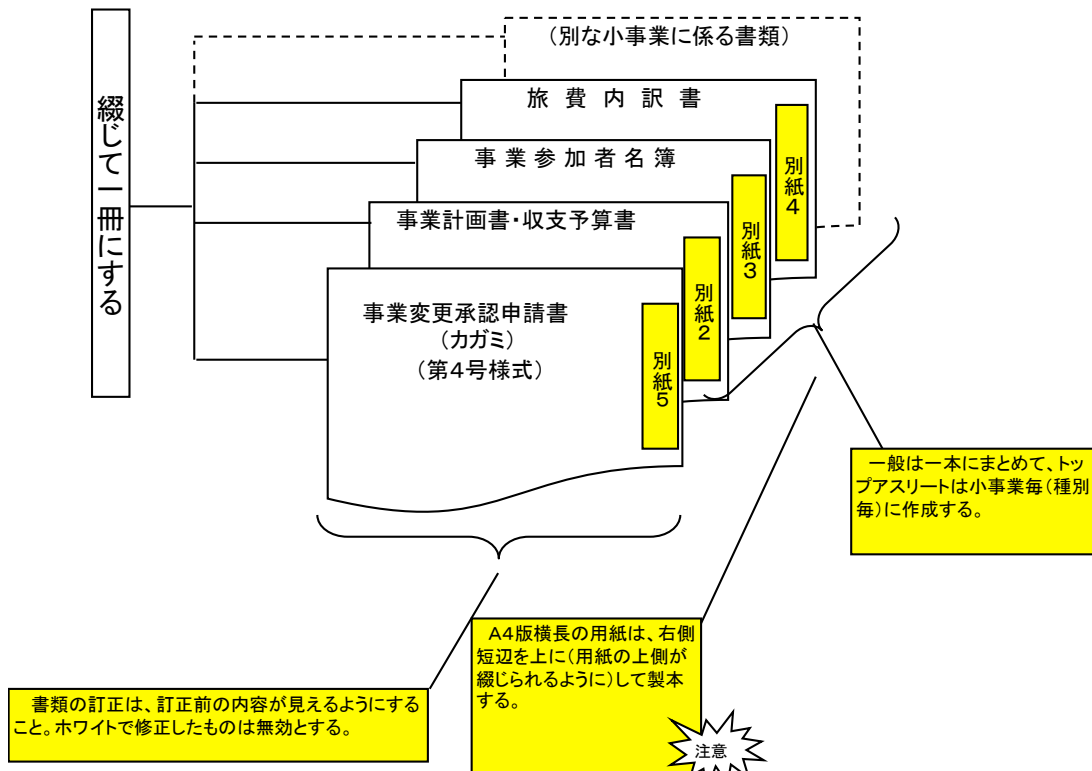 綴じて一冊にする
(別な小事業に係る書類)
旅費内訳書
別紙4
事業参加者名簿
別紙3
事業計画書・収支予算書
別紙2
事業変更承認申請書
(カガミ)
(第4号様式)
別紙5
一般は一本にまとめて、トッ
プアスリートは小事業毎(種別
毎)に作成する。
A4版横長の用紙は、右側
短辺を上に(用紙の上側が
綴じられるように)して製本
する。
書類の訂正は、訂正前の内容が見えるようにする
こと。ホワイトで修正したものは無効とする。
注意